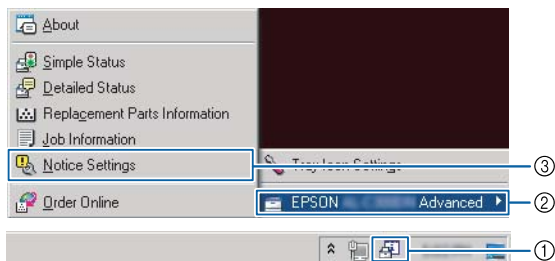 About
Simple Status
Detailed Status
Replacement Parts Information
Job Information
Notice Settings
Tray Icon Settings
③
Order Online
EPSON Advanced
②
①